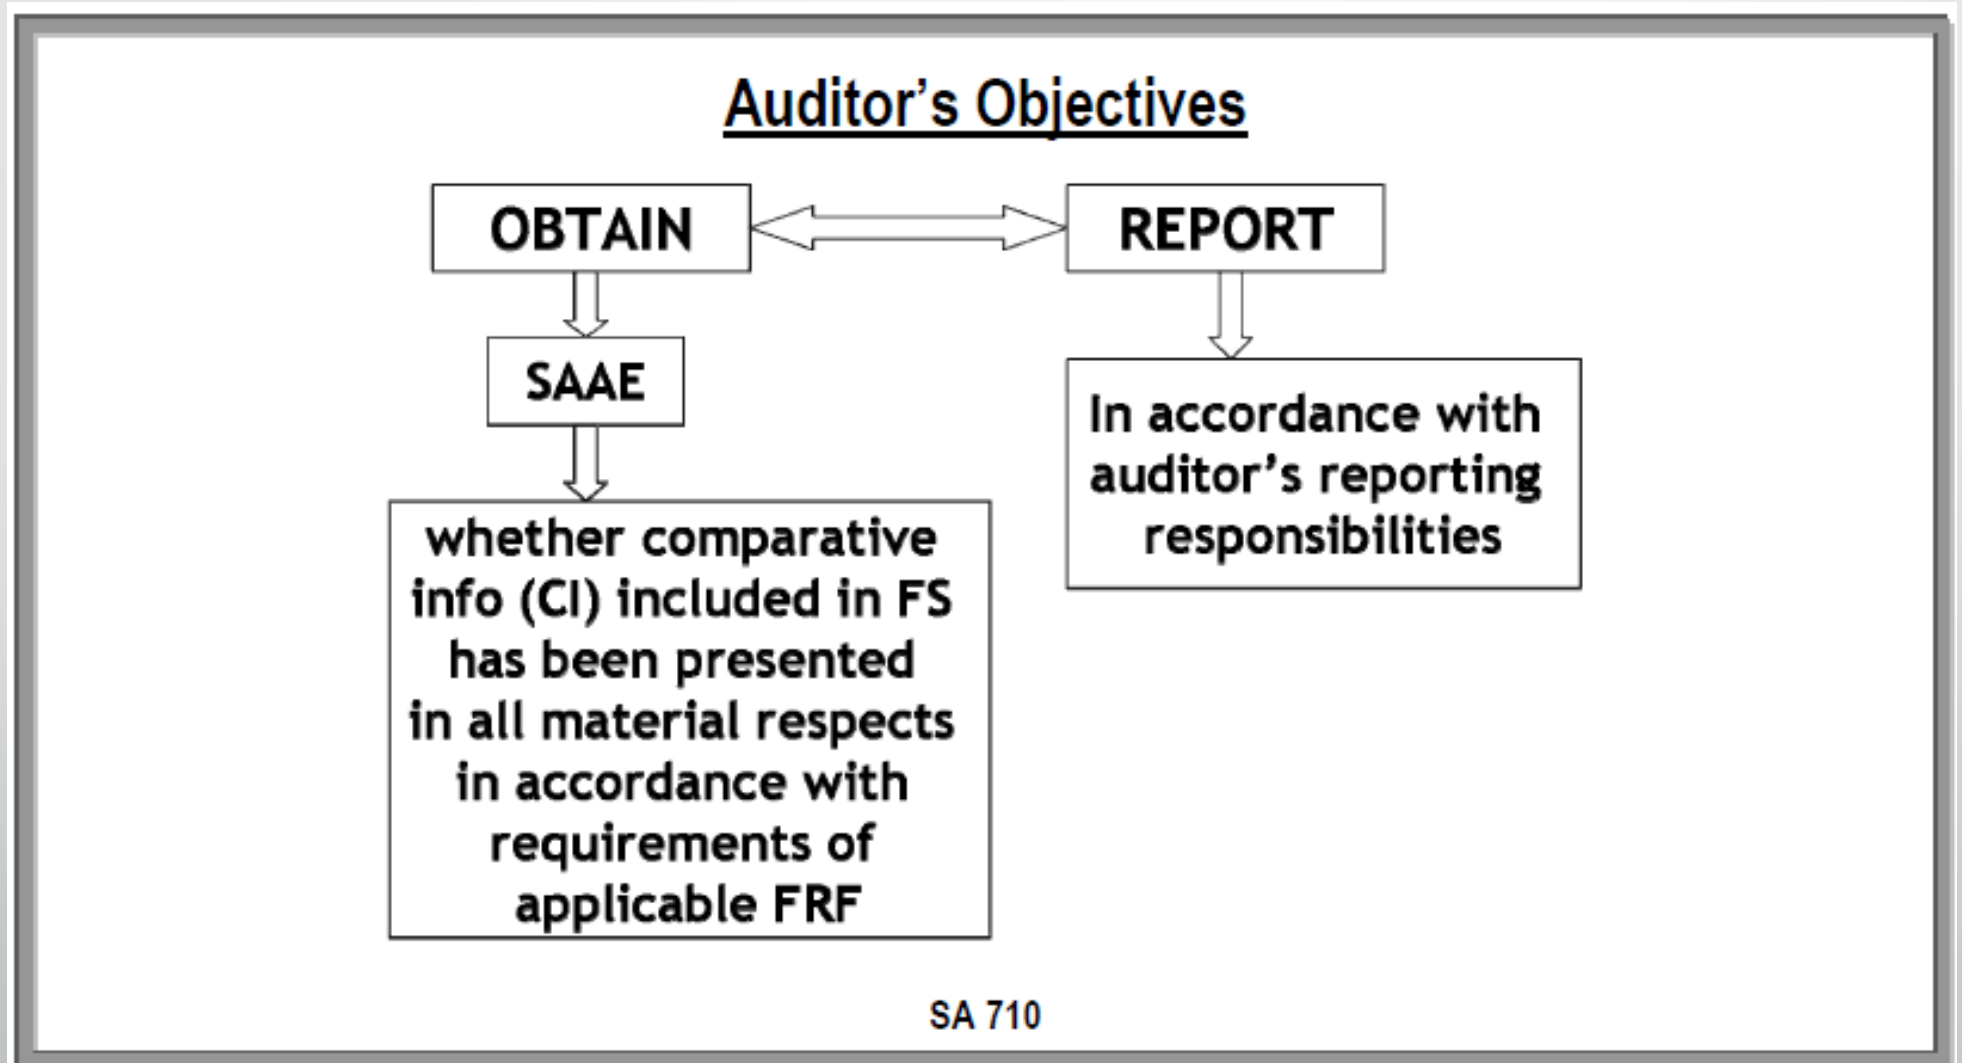 Auditor’s Objectives
OBTAIN
REPORT
SAAE
In accordance with
auditor’s reporting
responsibilities
whether comparative
info (CI) included in FS
has been presented
in all material respects
in accordance with
requirements of
applicable FRF
SA 710